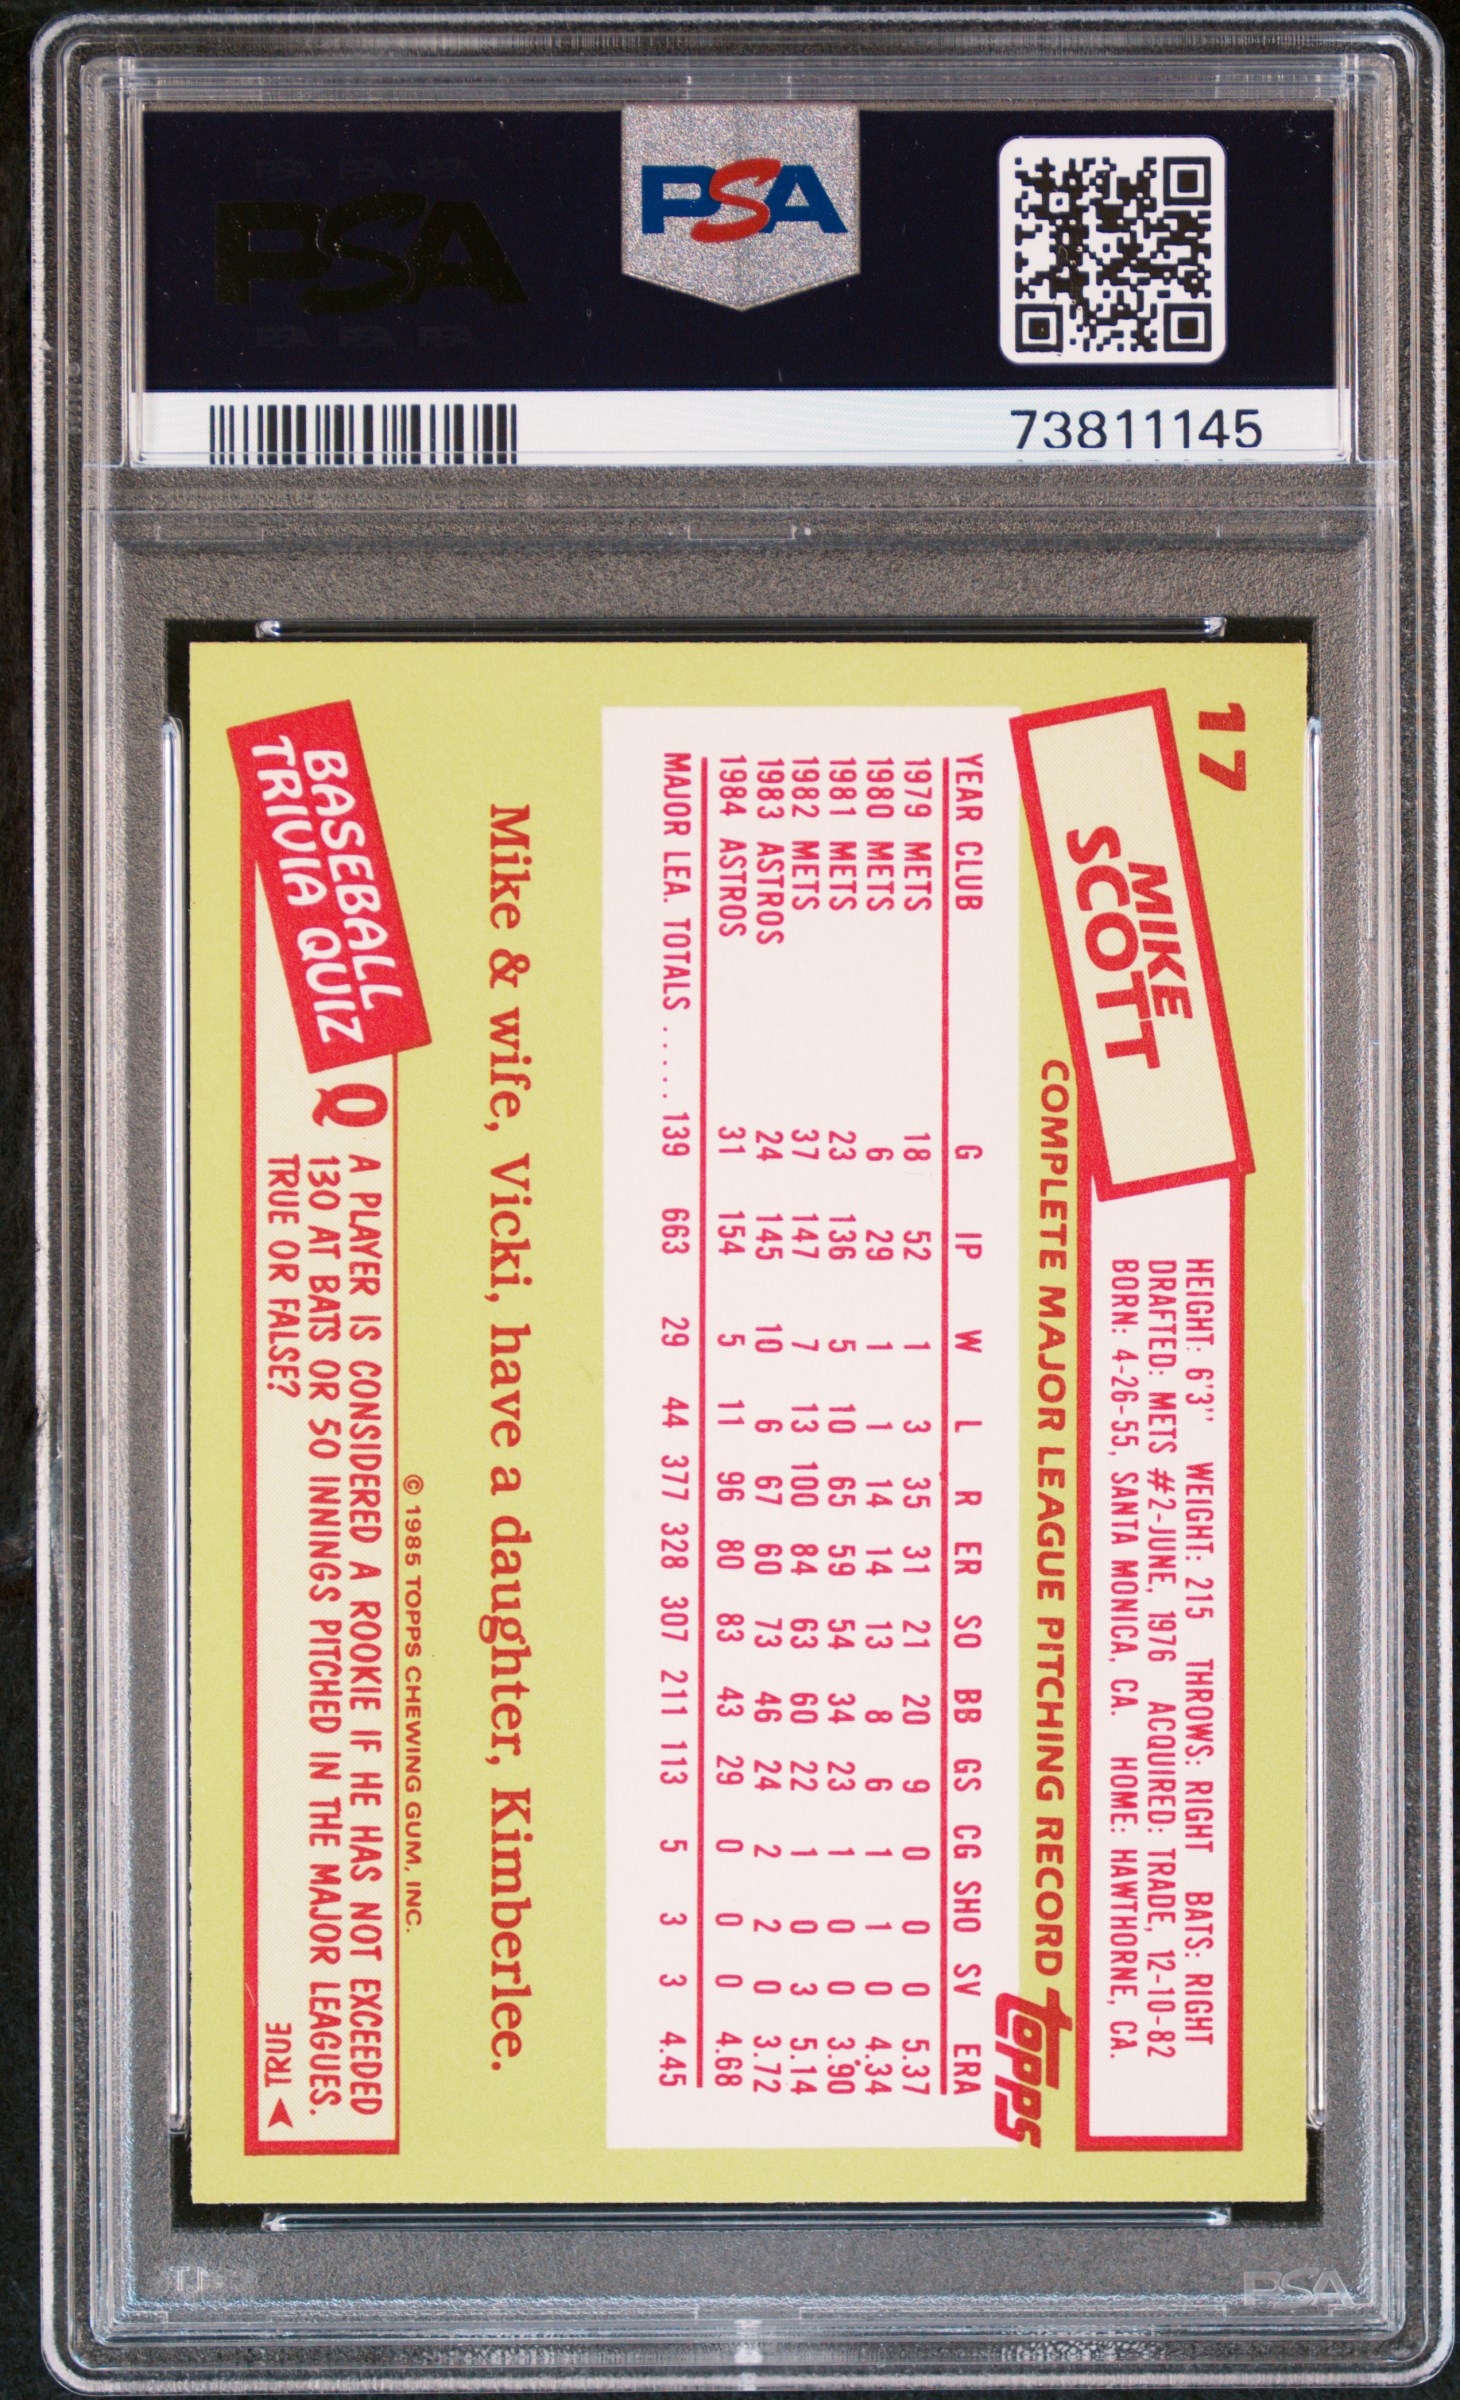 PSA
PSA PSA PSA
PSA
PSA PSA PSA
73811145
17
MIKE
SCOTT
HEIGHT: 6'3" WEIGHT: 215 THROWS: RIGHT BATS: RIGHT
DRAFTED: METS #2-JUNE, 1976 ACQUIRED: TRADE, 12-10-82
BORN: 4-26-55, SANTA MONICA, CA. HOME: HAWTHORNE, CA.
COMPLETE MAJOR LEAGUE PITCHING RECORD
topps
YEAR CLUB G IP W L R ER SO BB GS CG SHO SV ERA
1979 METS 18 52 1 3 35 31 21 20 9 0 0 0 5.37
1980 METS 6 29 1 1 14 14 13 8 6 1 1 0 4.34
1981 METS 23 136 5 10 65 59 54 34 23 1 0 0 3.90
1982 METS 37 147 7 13 100 84 63 60 22 1 0 3 5.14
1983 ASTROS 24 145 10 6 67 60 73 46 24 2 2 0 3.72
1984 ASTROS 31 154 5 11 96 80 83 43 29 0 0 0 4.68
MAJOR LEA. TOTALS ..... 139 663 29 44 377 328 307 211 113 5 3 3 4.45
Mike & wife, Vicki, have a daughter, Kimberlee.
© 1985 TOPPS CHEWING GUM, INC.
BASEBALL
TRIVIA QUIZ
Q A PLAYER IS CONSIDERED A ROOKIE IF HE HAS NOT EXCEEDED
130 AT BATS OR 50 INNINGS PITCHED IN THE MAJOR LEAGUES.
TRUE OR FALSE?
TRUE
PSA